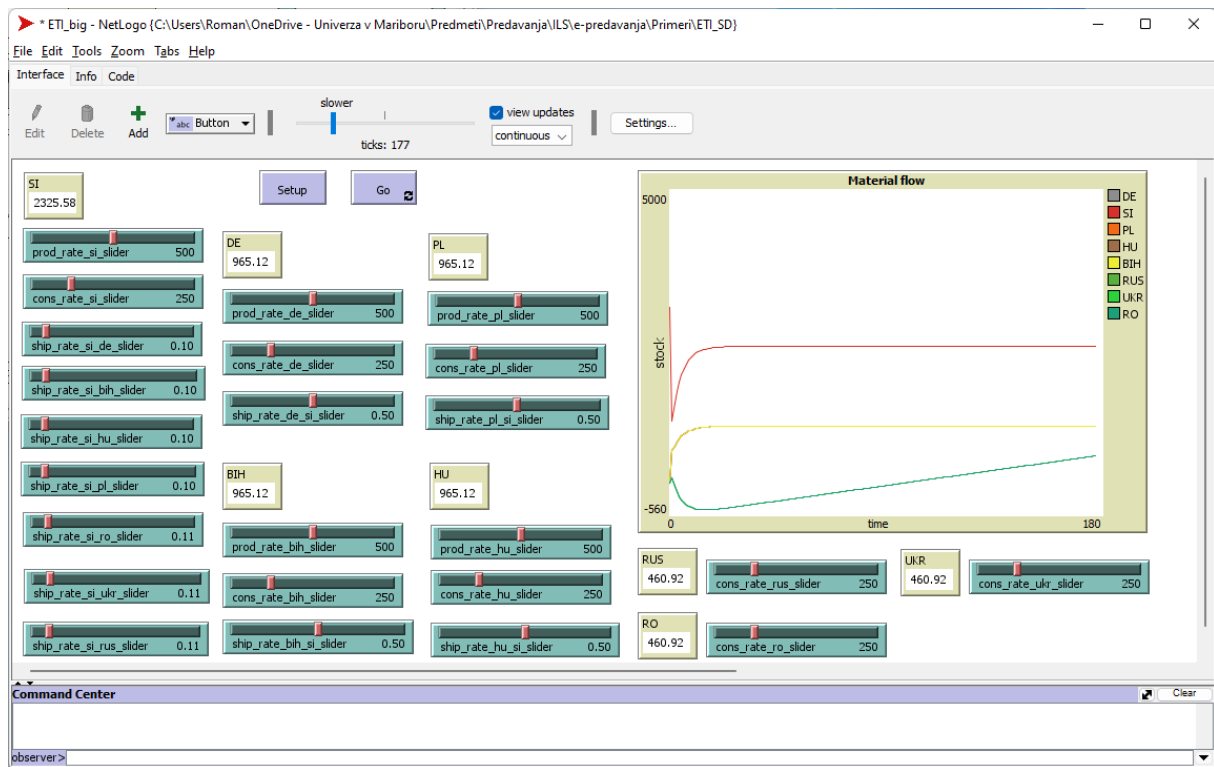 * ETI_big - NetLogo {C:\Users\Roman\OneDrive - Univerza v Mariboru\Predmeti\Predavanja\ILS\e-predavanja\Primeri\ETI_SD}
File Edit Tools Zoom Tabs Help
Interface Info Code
Edit Delete Add abc Button
slower
ticks: 177
view updates
continuous
Settings...
SI
2325.58
Setup
Go
prod_rate_si_slider 500
cons_rate_si_slider 250
ship_rate_si_de_slider 0.10
ship_rate_si_bih_slider 0.10
ship_rate_si_hu_slider 0.10
ship_rate_si_pl_slider 0.10
ship_rate_si_ro_slider 0.11
ship_rate_si_ukr_slider 0.11
ship_rate_si_rus_slider 0.11
DE
965.12
prod_rate_de_slider 500
cons_rate_de_slider 250
ship_rate_de_si_slider 0.50
BIH
965.12
prod_rate_bih_slider 500
cons_rate_bih_slider 250
ship_rate_bih_si_slider 0.50
PL
965.12
prod_rate_pl_slider 500
cons_rate_pl_slider 250
ship_rate_pl_si_slider 0.50
HU
965.12
prod_rate_hu_slider 500
cons_rate_hu_slider 250
ship_rate_hu_si_slider 0.50
Material flow
5000
stock
-560
0
time
180
DE
SI
PL
HU
BIH
RUS
UKR
RO
RUS
460.92
cons_rate_rus_slider 250
UKR
460.92
cons_rate_ukr_slider 250
RO
460.92
cons_rate_ro_slider 250
Command Center
Clear
observer>